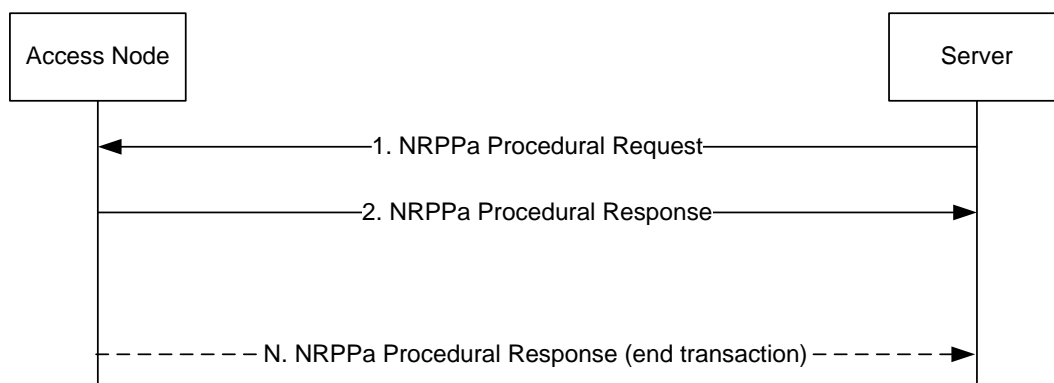 Access Node
Server
1. NRPPa Procedural Request
2. NRPPa Procedural Response
N. NRPPa Procedural Response (end transaction)